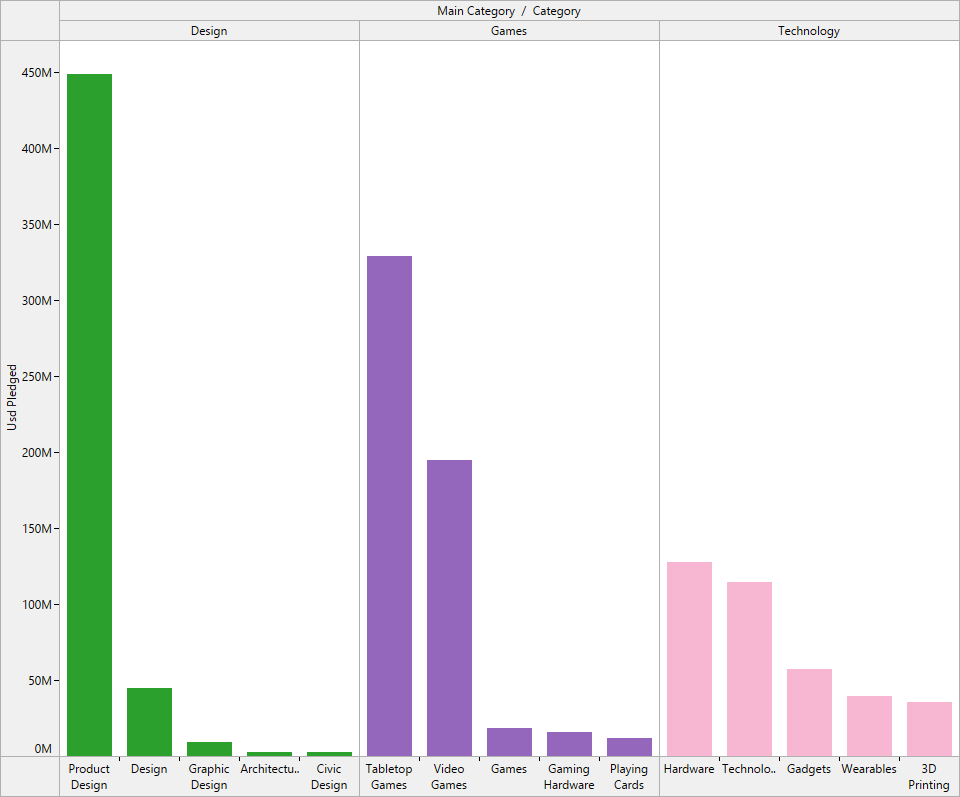 Main Category / Category
Design
Games
Technology
450M
400M
350M
300M
250M
200M
150M
100M
50M
0M
Usd Pledged
Product
Design
Design
Graphic
Design
Architectu..
Civic
Design
Tabletop
Games
Video
Games
Games
Gaming
Hardware
Playing
Cards
Hardware
Technolo..
Gadgets
Wearables
3D
Printing